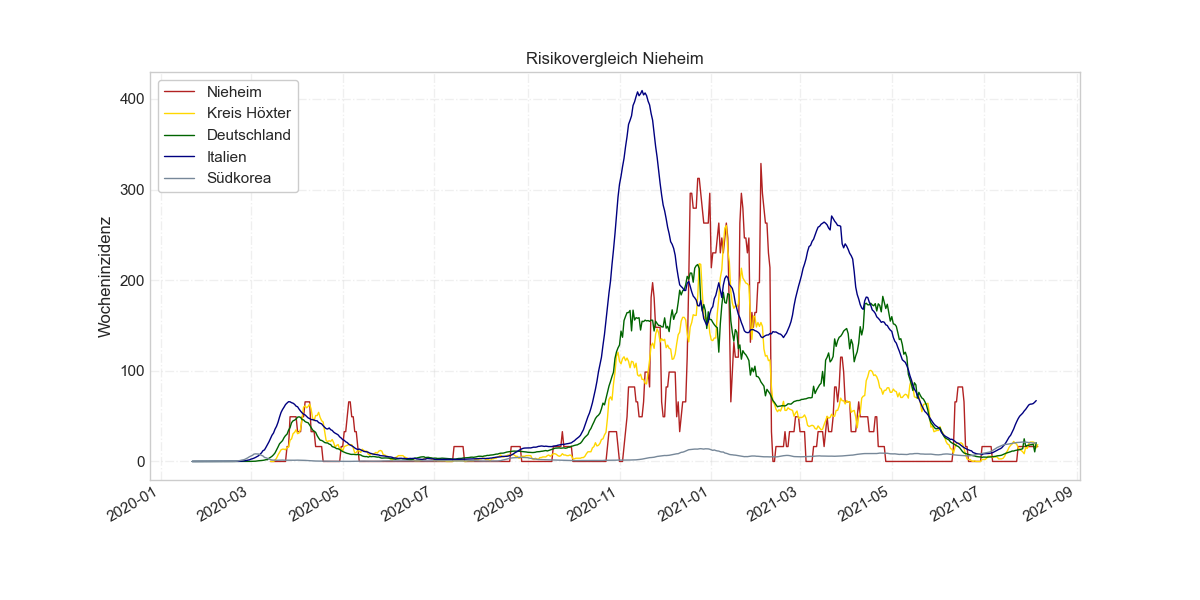 Risikovergleich Nieheim
Nieheim
Kreis Höxter
Deutschland
Italien
Südkorea
Wocheninzidenz
400
300
200
100
0
2020-01
2020-03
2020-05
2020-07
2020-09
2020-11
2021-01
2021-03
2021-05
2021-07
2021-09